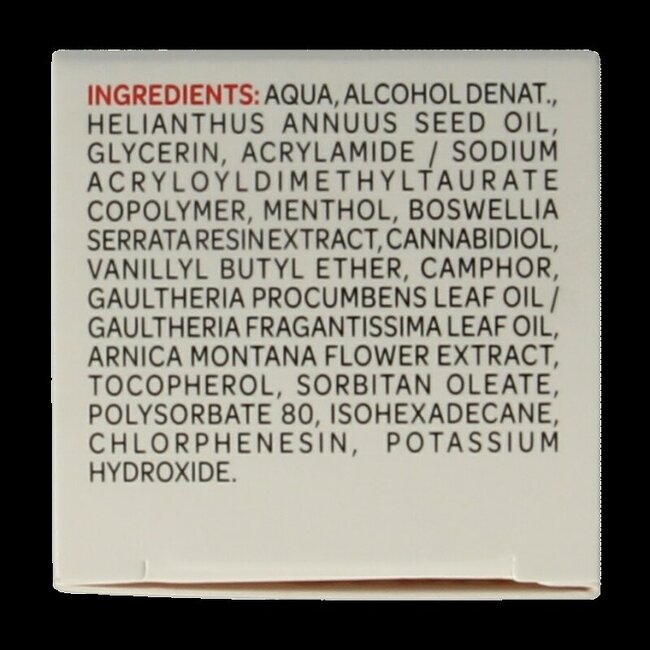 INGREDIENTS: AQUA, ALCOHOL DENAT.,
HELIANTHUS ANNUUS SEED OIL,
GLYCERIN, ACRYLAMIDE / SODIUM
ACRYLOYLDIMETHYLTAURATE
COPOLYMER, MENTHOL, BOSWELLIA
SERRATA RESIN EXTRACT, CANNABIDIOL,
VANILLYL BUTYL ETHER, CAMPHOR,
GAULTHERIA PROCUMBENS LEAF OIL /
GAULTHERIA FRAGANTISSIMA LEAF OIL,
ARNICA MONTANA FLOWER EXTRACT,
TOCOPHEROL, SORBITAN OLEATE,
POLYSORBATE 80, ISOHEXADECANE,
CHLORPHENESIN, POTASSIUM
HYDROXIDE.